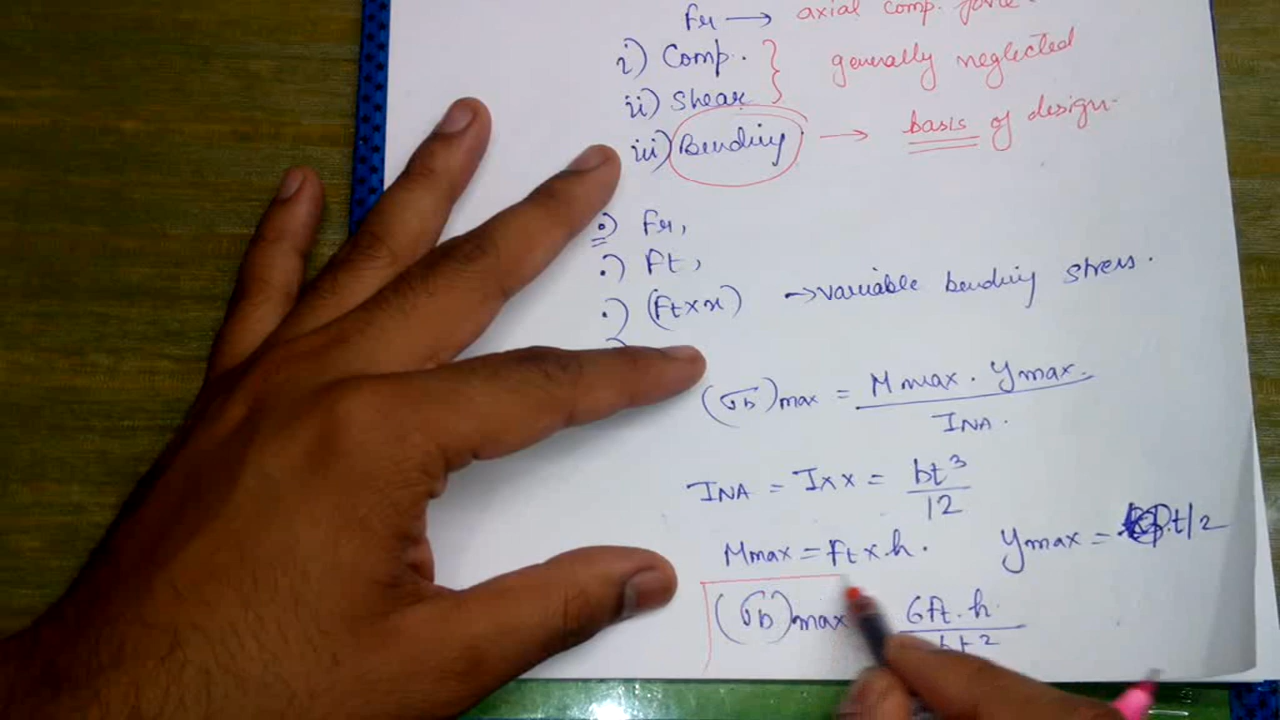 Fr → axial comp. force.
i) Comp. } generally neglected
ii) Shear
iii) Bending → basis of design.
•) Fr,
•) Ft,
•) (Ft×x) → variable bending stress.
(σb)max = Mmax. ymax. / INA.
INA = Ixx = bt³/12
Mmax = Ft×h. ymax = t/2
(σb)max 6Ft.h / bt²